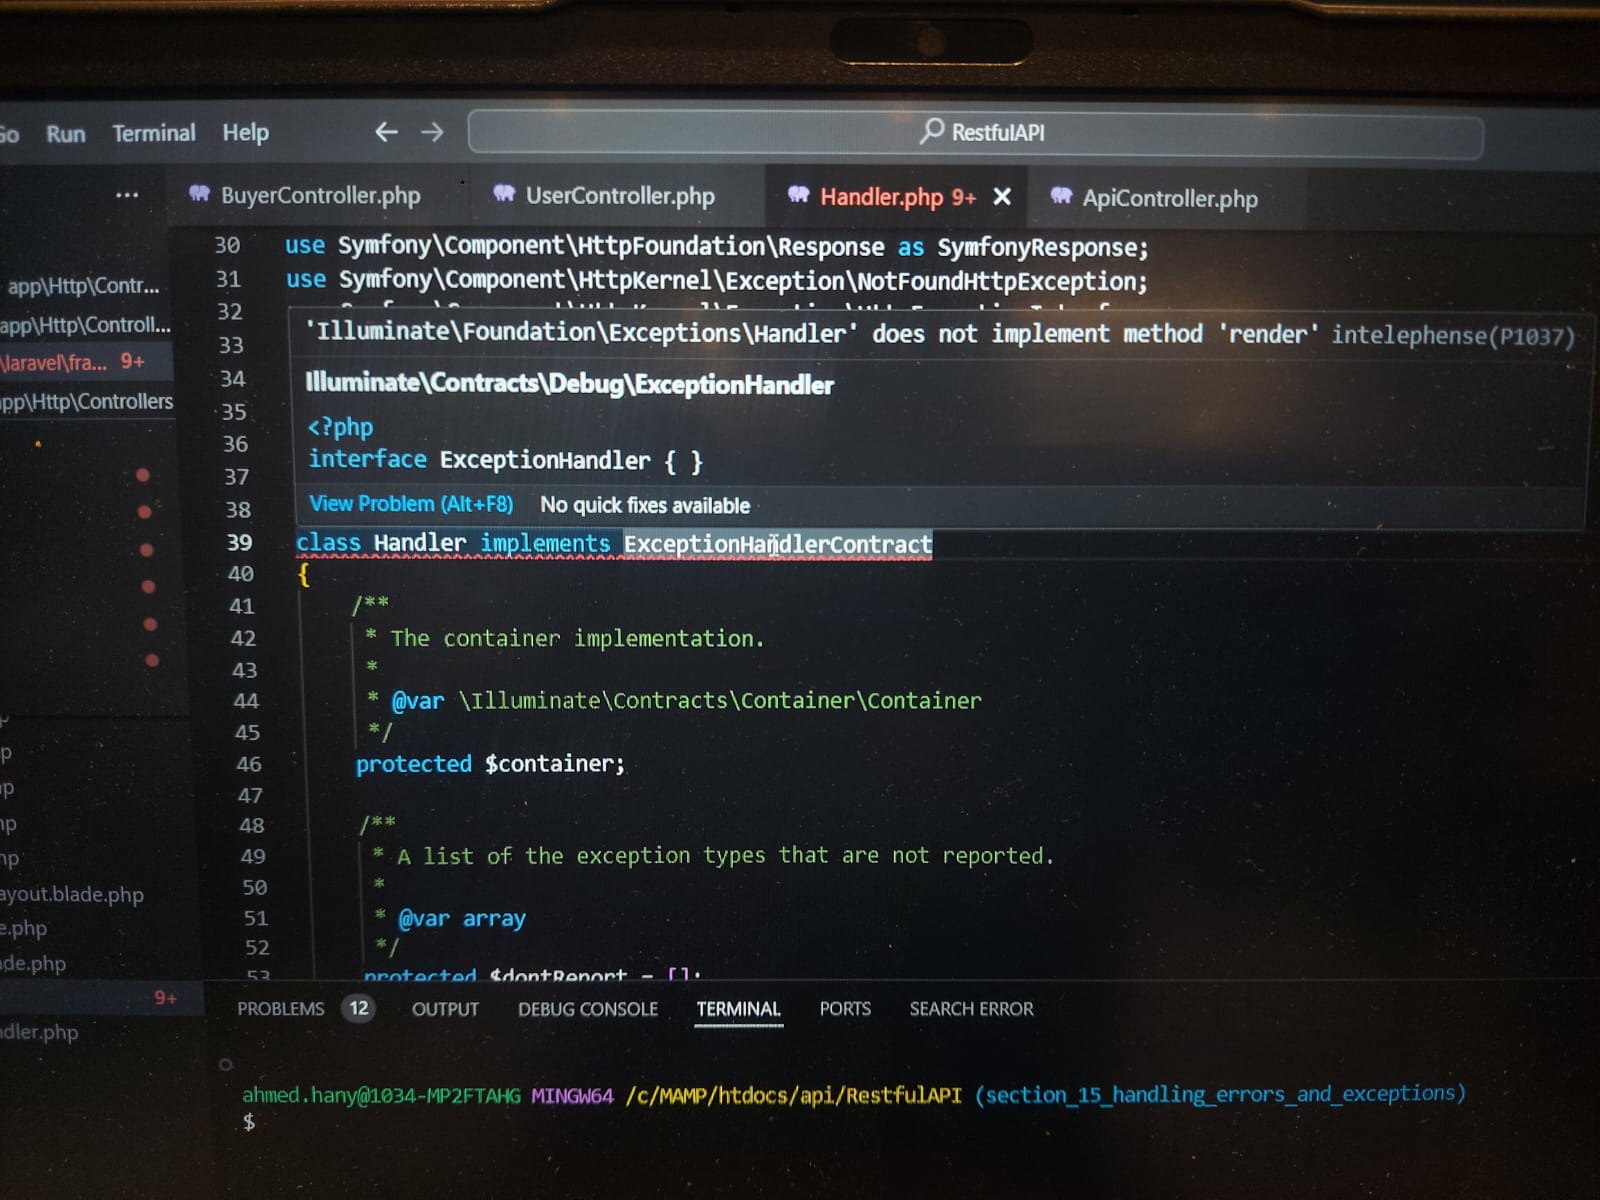 Go Run Terminal Help RestfulAPI
... BuyerController.php UserController.php Handler.php 9+ ApiController.php
app\Http\Contr...
app\Http\Controll...
\laravel\fra... 9+
app\Http\Controllers
30 use Symfony\Component\HttpFoundation\Response as SymfonyResponse;
31 use Symfony\Component\HttpKernel\Exception\NotFoundHttpException;
32
33
34
35
36
37
38
'Illuminate\Foundation\Exceptions\Handler' does not implement method 'render' intelephense(P1037)
Illuminate\Contracts\Debug\ExceptionHandler
<?php
interface ExceptionHandler { }
View Problem (Alt+F8) No quick fixes available
39 class Handler implements ExceptionHandlerContract
40 {
41 /**
42 * The container implementation.
43 *
44 * @var \Illuminate\Contracts\Container\Container
45 */
46 protected $container;
47
48 /**
49 * A list of the exception types that are not reported.
50 *
51 * @var array
52 */
53 protected $dontReport = [];
ayout.blade.php
e.php
ade.php
9+
dler.php
PROBLEMS 12 OUTPUT DEBUG CONSOLE TERMINAL PORTS SEARCH ERROR
ahmed.hany@1034-MP2FTAHG MINGW64 /c/MAMP/htdocs/api/RestfulAPI (section_15_handling_errors_and_exceptions)
$